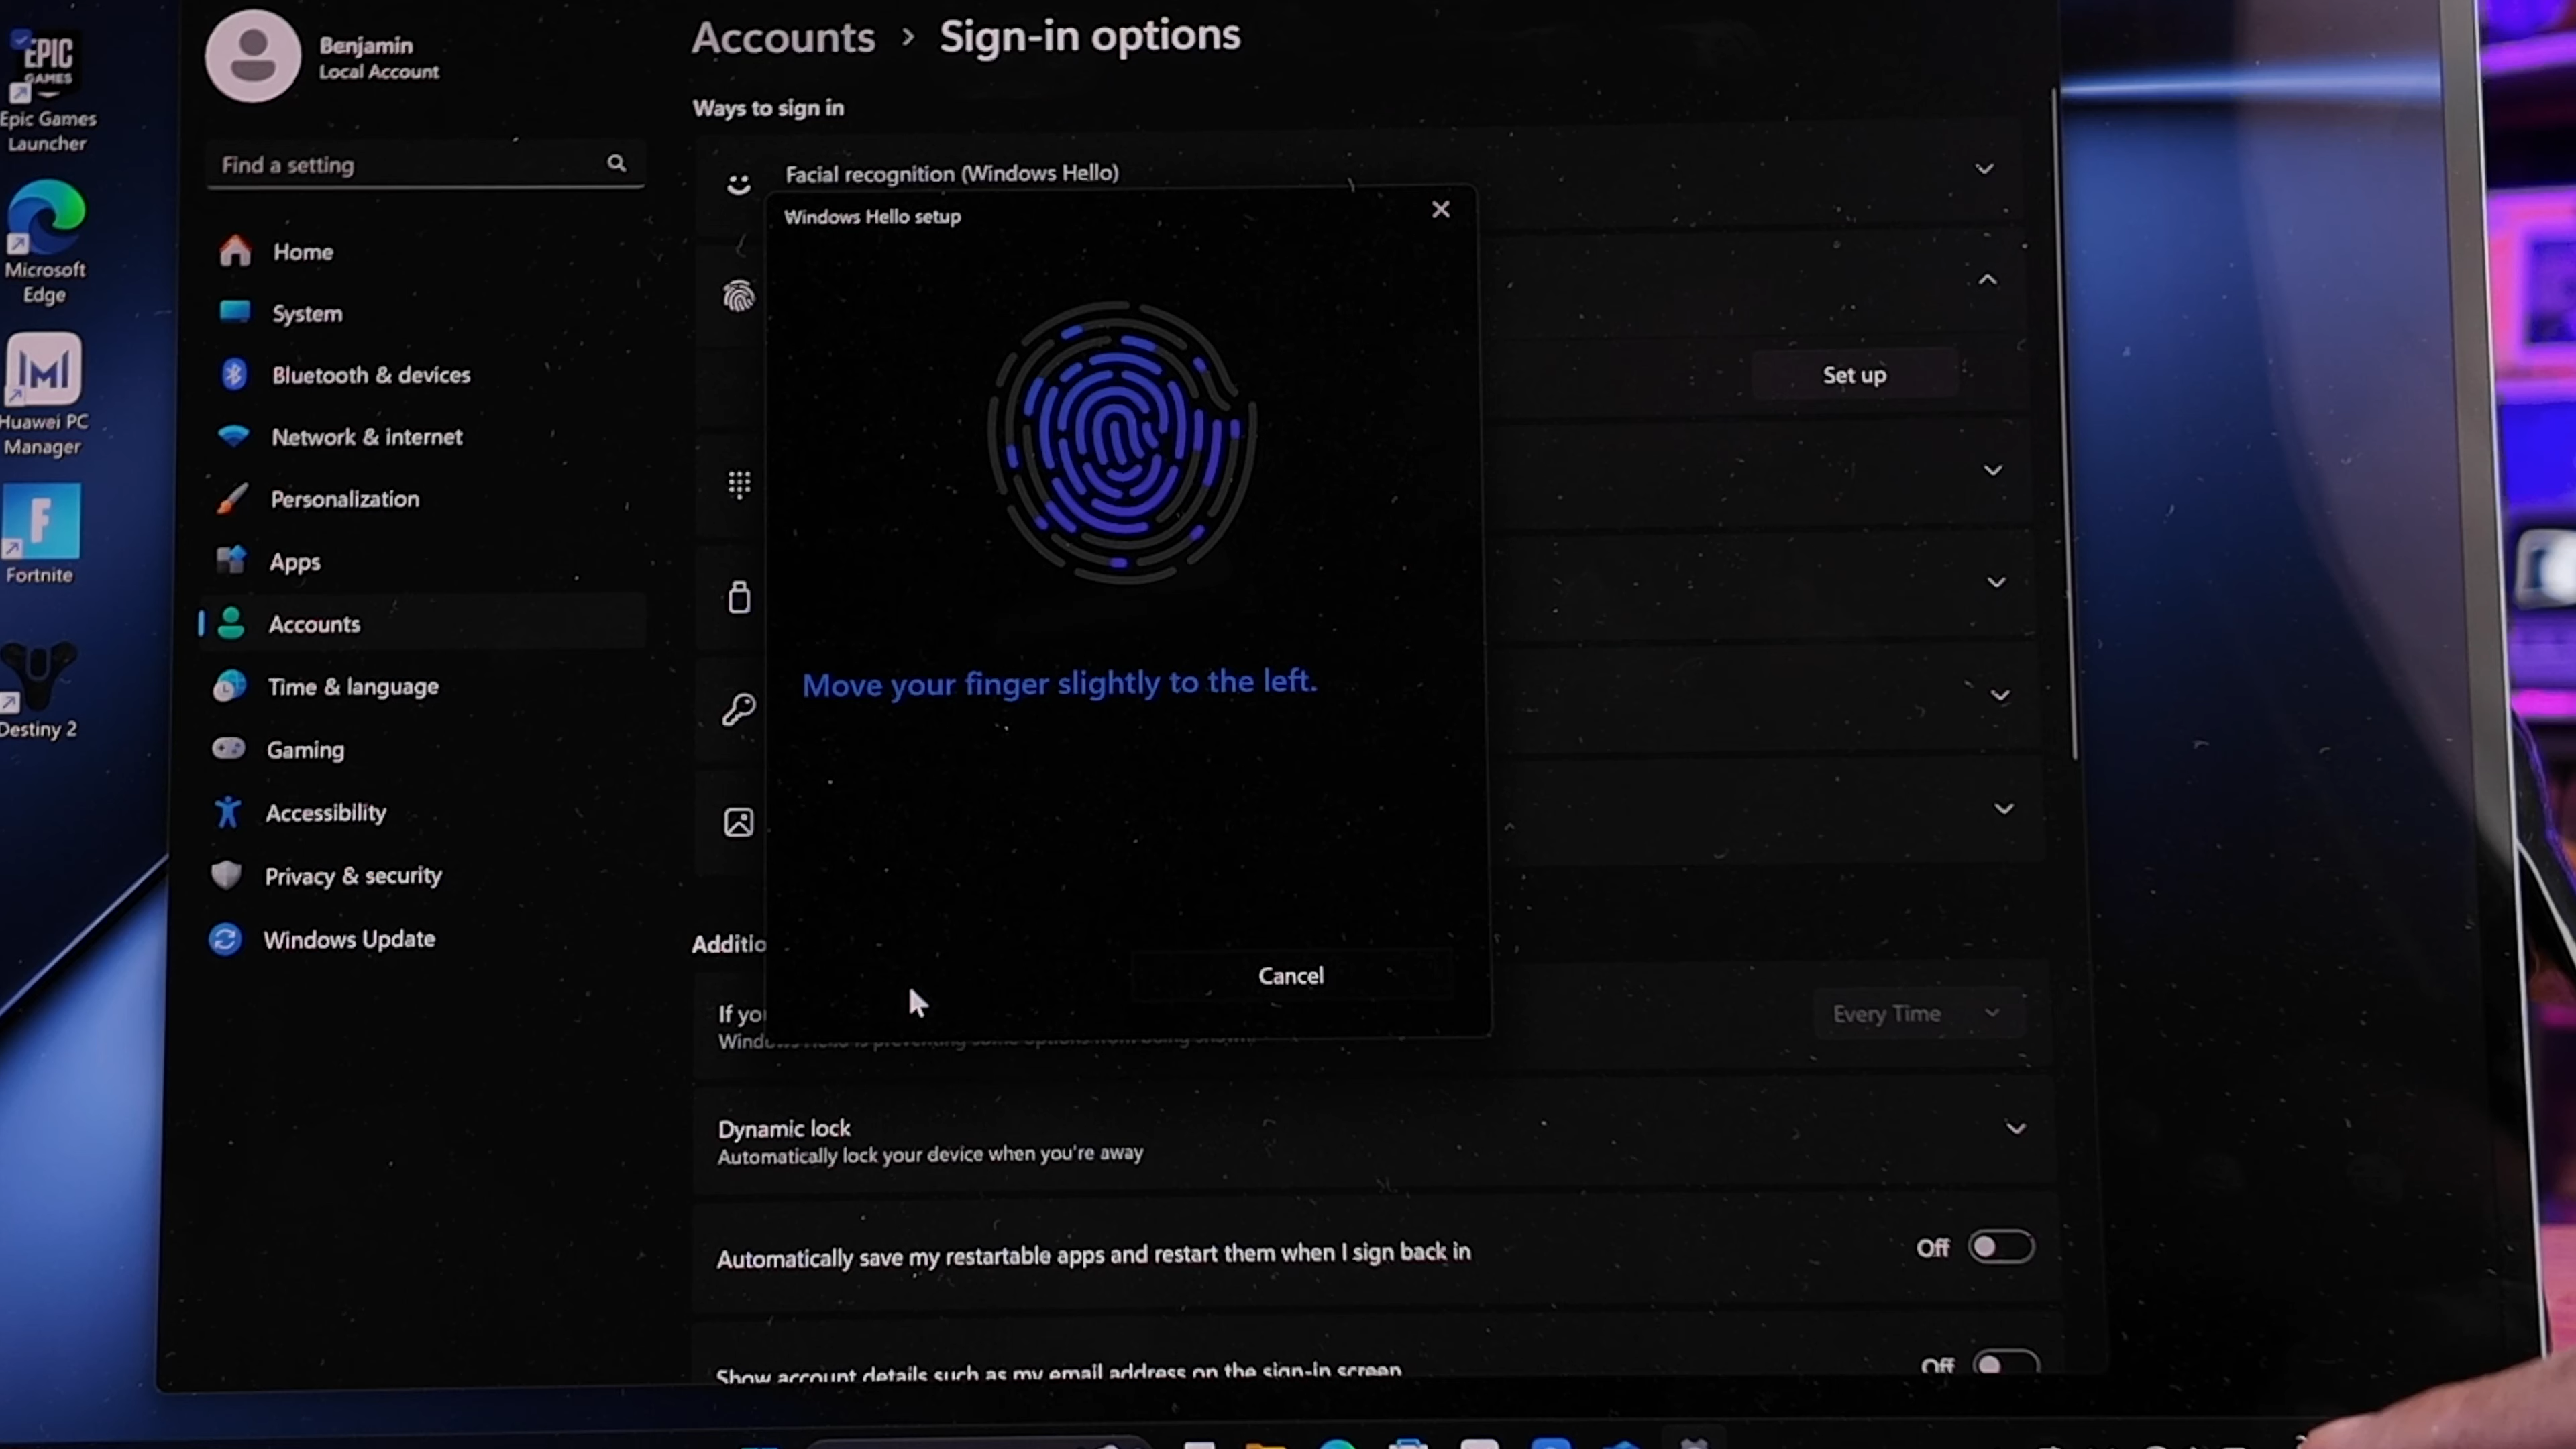 EPIC
GAMES
Epic Games
Launcher
Microsoft
Edge
Huawei PC
Manager
F
Fortnite
Destiny 2
Benjamin
Local Account
Find a setting
Home
System
Bluetooth & devices
Network & internet
Personalization
Apps
Accounts
Time & language
Gaming
Accessibility
Privacy & security
Windows Update
Accounts > Sign-in options
Ways to sign in
Facial recognition (Windows Hello)
Windows Hello setup
Set up
Move your finger slightly to the left.
Cancel
Additio
If you
Every Time
Dynamic lock
Automatically lock your device when you're away
Automatically save my restartable apps and restart them when I sign back in
Off
Show account details such as my email address on the sign-in screen
Off